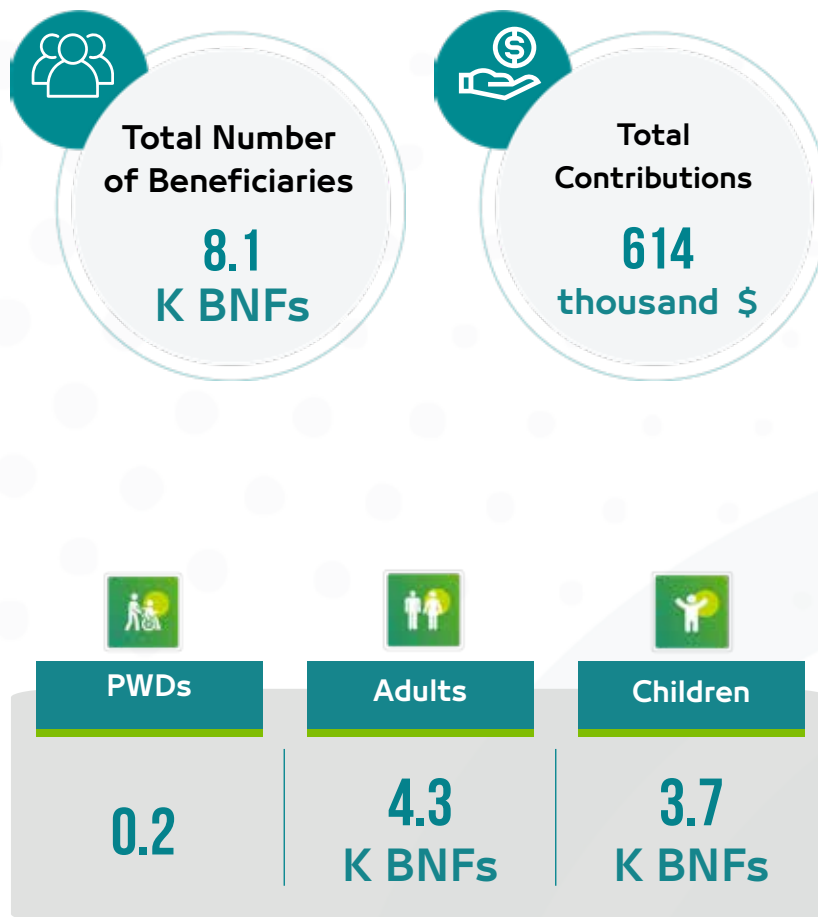 Total Number
of Beneficiaries
8.1
K BNFs
Total
Contributions
614
thousand $
PWDs
0.2
Adults
4.3
K BNFs
Children
3.7
K BNFs